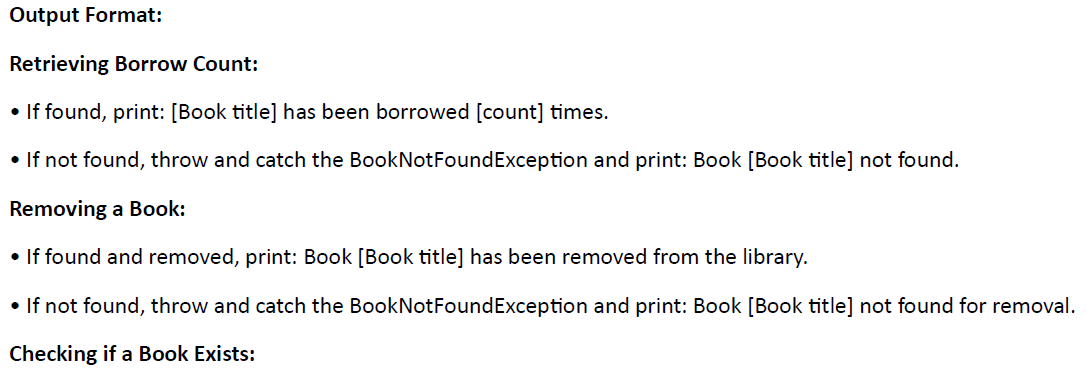 Output Format:
Retrieving Borrow Count:
• If found, print: [Book title] has been borrowed [count] times.
• If not found, throw and catch the BookNotFoundException and print: Book [Book title] not found.
Removing a Book:
• If found and removed, print: Book [Book title] has been removed from the library.
• If not found, throw and catch the BookNotFoundException and print: Book [Book title] not found for removal.
Checking if a Book Exists: